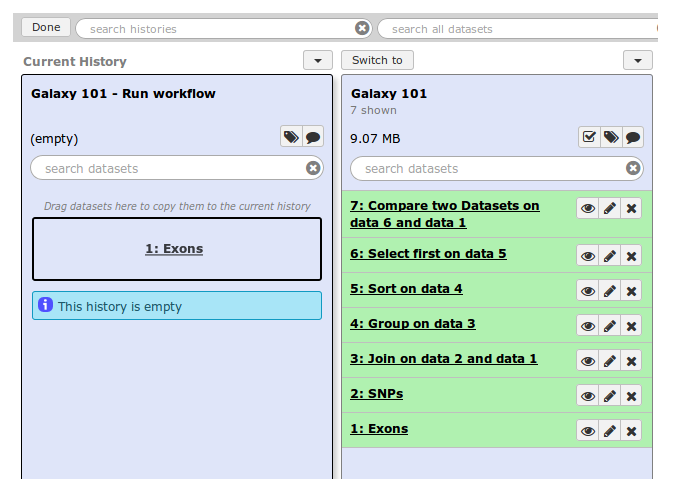 Done
search histories
search all datasets
Current History
Switch to
Galaxy 101 - Run workflow
(empty)
search datasets
Drag datasets here to copy them to the current history
1: Exons
This history is empty
Galaxy 101
7 shown
9.07 MB
search datasets
7: Compare two Datasets on
data 6 and data 1
6: Select first on data 5
5: Sort on data 4
4: Group on data 3
3: Join on data 2 and data 1
2: SNPs
1: Exons